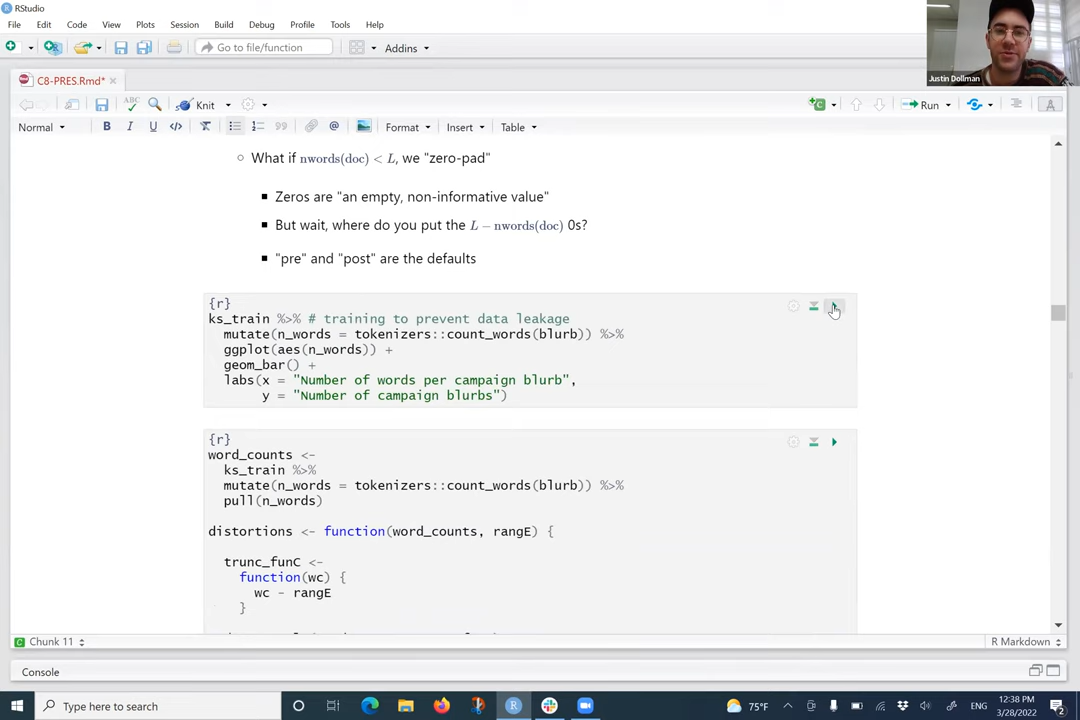 RStudio
File Edit Code View Plots Session Build Debug Profile Tools Help
Go to file/function
Addins
C8-PRES.Rmd*
Knit
Run
Normal
B I U
Format Insert Table
What if nwords(doc) < L, we "zero-pad"
Zeros are "an empty, non-informative value"
But wait, where do you put the L − nwords(doc) 0s?
"pre" and "post" are the defaults
{r}
ks_train %>% # training to prevent data leakage
mutate(n_words = tokenizers::count_words(blurb)) %>%
ggplot(aes(n_words)) +
geom_bar() +
labs(x = "Number of words per campaign blurb",
y = "Number of campaign blurbs")
{r}
word_counts <-
ks_train %>%
mutate(n_words = tokenizers::count_words(blurb)) %>%
pull(n_words)
distortions <- function(word_counts, rangE) {
trunc_funC <-
function(wc) {
wc - rangE
}
Chunk 11
R Markdown
Console
Type here to search
75°F
ENG
12:38 PM
3/28/2022
2
Justin Dollman